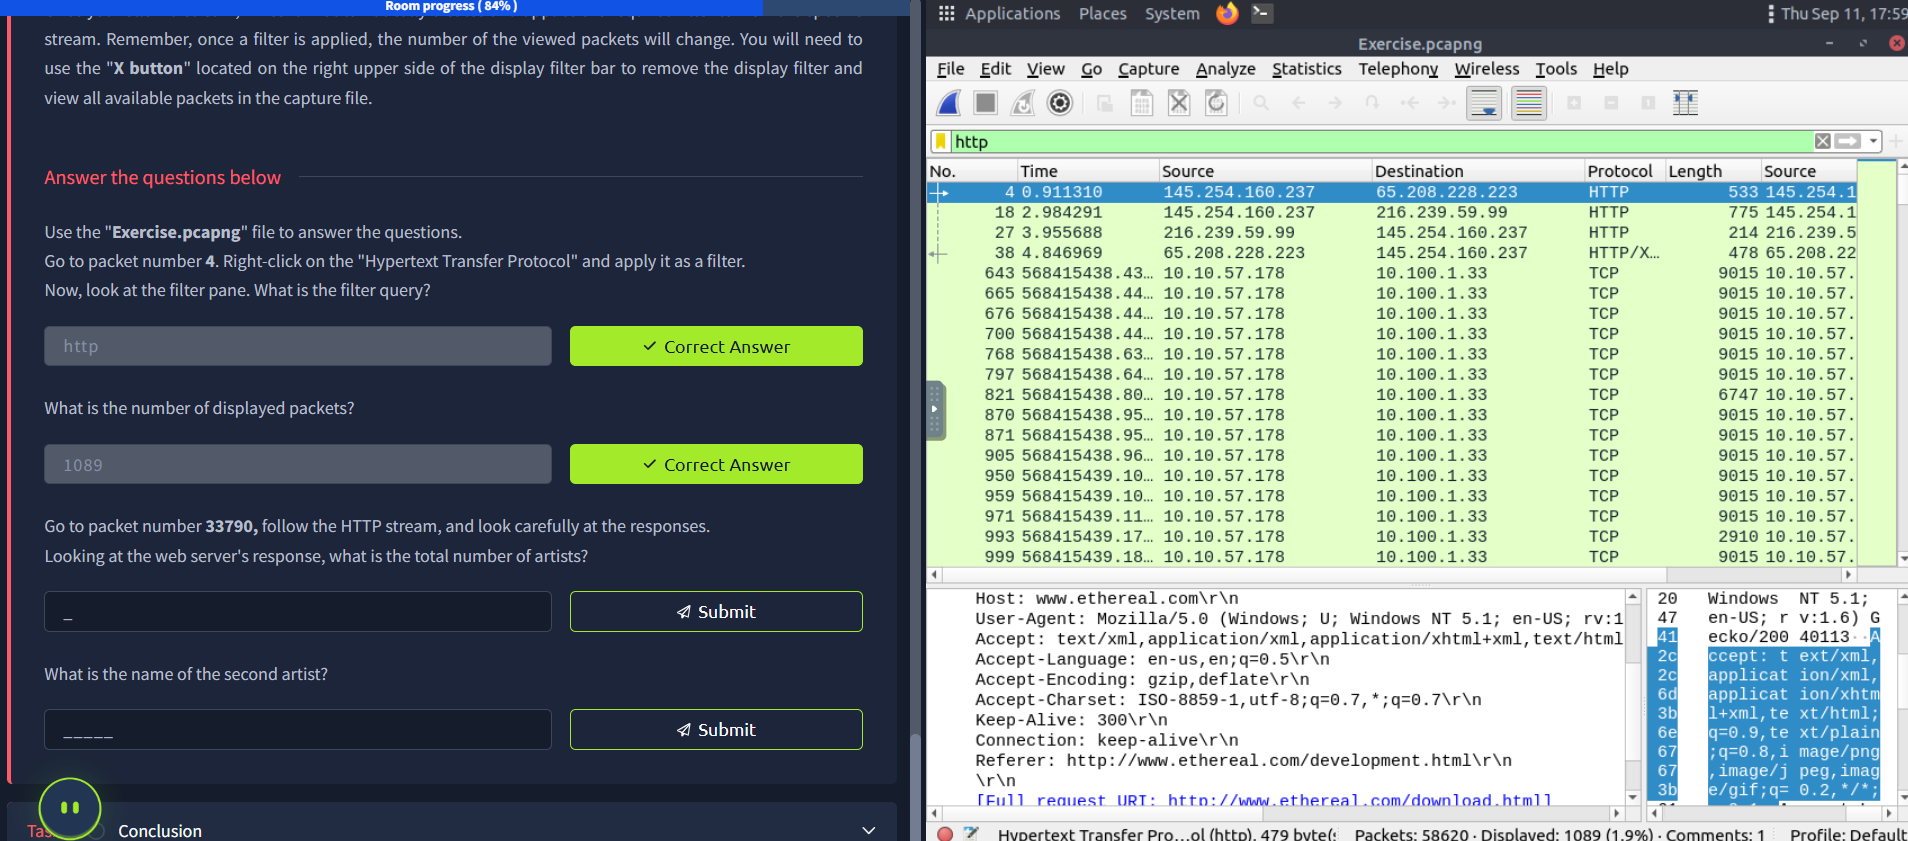 Room progress ( 84% )
stream. Remember, once a filter is applied, the number of the viewed packets will change. You will need to
use the "X button" located on the right upper side of the display filter bar to remove the display filter and
view all available packets in the capture file.
Answer the questions below
Use the "Exercise.pcapng" file to answer the questions.
Go to packet number 4. Right-click on the "Hypertext Transfer Protocol" and apply it as a filter.
Now, look at the filter pane. What is the filter query?
http
Correct Answer
What is the number of displayed packets?
1089
Correct Answer
Go to packet number 33790, follow the HTTP stream, and look carefully at the responses.
Looking at the web server's response, what is the total number of artists?
_
Submit
What is the name of the second artist?
_____
Submit
Tas
Conclusion
Applications Places System
Thu Sep 11, 17:59
Exercise.pcapng
File Edit View Go Capture Analyze Statistics Telephony Wireless Tools Help
http
No. Time Source Destination Protocol Length Source
4 0.911310 145.254.160.237 65.208.228.223 HTTP 533 145.254.1
18 2.984291 145.254.160.237 216.239.59.99 HTTP 775 145.254.1
27 3.955688 216.239.59.99 145.254.160.237 HTTP 214 216.239.5
38 4.846969 65.208.228.223 145.254.160.237 HTTP/X… 478 65.208.22
643 568415438.43… 10.10.57.178 10.100.1.33 TCP 9015 10.10.57.
665 568415438.44… 10.10.57.178 10.100.1.33 TCP 9015 10.10.57.
676 568415438.44… 10.10.57.178 10.100.1.33 TCP 9015 10.10.57.
700 568415438.44… 10.10.57.178 10.100.1.33 TCP 9015 10.10.57.
768 568415438.63… 10.10.57.178 10.100.1.33 TCP 9015 10.10.57.
797 568415438.64… 10.10.57.178 10.100.1.33 TCP 9015 10.10.57.
821 568415438.80… 10.10.57.178 10.100.1.33 TCP 6747 10.10.57.
870 568415438.95… 10.10.57.178 10.100.1.33 TCP 9015 10.10.57.
871 568415438.95… 10.10.57.178 10.100.1.33 TCP 9015 10.10.57.
905 568415438.96… 10.10.57.178 10.100.1.33 TCP 9015 10.10.57.
950 568415439.10… 10.10.57.178 10.100.1.33 TCP 9015 10.10.57.
959 568415439.10… 10.10.57.178 10.100.1.33 TCP 9015 10.10.57.
971 568415439.11… 10.10.57.178 10.100.1.33 TCP 9015 10.10.57.
993 568415439.17… 10.10.57.178 10.100.1.33 TCP 2910 10.10.57.
999 568415439.18… 10.10.57.178 10.100.1.33 TCP 9015 10.10.57.
Host: www.ethereal.com\r\n
User-Agent: Mozilla/5.0 (Windows; U; Windows NT 5.1; en-US; rv:1
Accept: text/xml,application/xml,application/xhtml+xml,text/html
Accept-Language: en-us,en;q=0.5\r\n
Accept-Encoding: gzip,deflate\r\n
Accept-Charset: ISO-8859-1,utf-8;q=0.7,*;q=0.7\r\n
Keep-Alive: 300\r\n
Connection: keep-alive\r\n
Referer: http://www.ethereal.com/development.html\r\n
\r\n
[Full request URI: http://www.ethereal.com/download.html]
20 Windows NT 5.1;
47 en-US; r v:1.6) G
41 ecko/200 40113··A
2c ccept: t ext/xml,
2c applicat ion/xml,
6d applicat ion/xhtm
3b l+xml,te xt/html;
6e q=0.9,te xt/plain
67 ;q=0.8,i mage/png
67 ,image/j peg,imag
3b e/gif;q= 0.2,*/*;
Hypertext Transfer Pro…ol (http), 479 byte(s Packets: 58620 · Displayed: 1089 (1.9%) · Comments: 1 Profile: Default